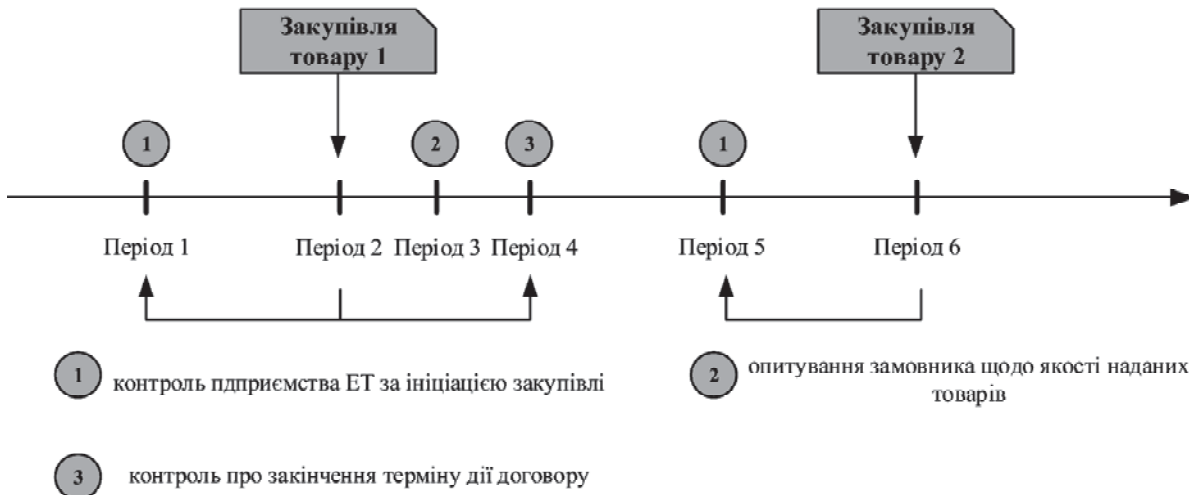 Закупівля
товару 1
Закупівля
товару 2
1
2
3
1
Період 1
Період 2
Період 3
Період 4
Період 5
Період 6
1
контроль пдприємства ЕТ за ініціацією закупівлі
2
опитування замовника щодо якості наданих
товарів
3
контроль про закінчення терміну дії договору